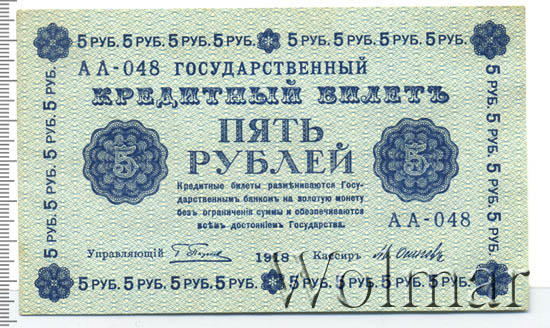 5 РУБ. 5 РУБ. 5 РУБ. 5 РУБ. 5 РУБ. 5 РУБ. 5 РУБ. 5 РУБ.
АА-048 ГОСУДАРСТВЕННЫЙ
КРЕДИТНЫЙ БИЛЕТЪ
ПЯТЬ
РУБЛЕЙ
5
5
Кредитные билеты размѣниваются Госу-
дарственнымъ банкомъ на золотую монету
безъ ограниченія суммы и обезпечиваются
всѣмъ достояніемъ Государства.
АА-048
Управляющій
1918
Кассиръ
5 РУБ. 5 РУБ. 5 РУБ. 5 РУБ. 5 РУБ. 5 РУБ. 5 РУБ. 5 РУБ.
5 РУБ. 5 РУБ. 5 РУБ. 5 РУБ.
5 РУБ. 5 РУБ. 5 РУБ. 5 РУБ.
Wolmar